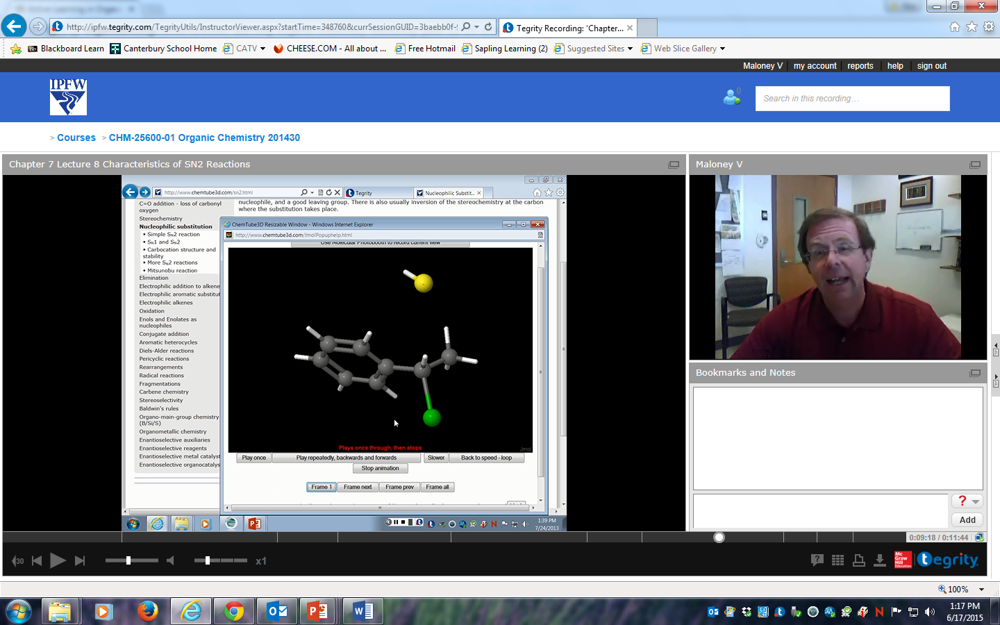 http://ipfw.tegrity.com/TegrityUtils/InstructorViewer.aspx?startTime=348760&currSessionGUID=3baebb0f-
Tegrity Recording: 'Chapter...
Blackboard Learn
Canterbury School Home
CATV
CHEESE.COM - All about ...
Free Hotmail
Sapling Learning (2)
Suggested Sites
Web Slice Gallery
Maloney V
my account
reports
help
sign out
IPFW
0
Search in this recording...
> Courses > CHM-25600-01 Organic Chemistry 201430
Chapter 7 Lecture 8 Characteristics of SN2 Reactions
http://www.chemtube3d.com/sn2.html
Tegrity
Nucleophilic Substit...
C=O addition - loss of carbonyl
oxygen
Stereochemistry
Nucleophilic substitution
• Simple SN2 reaction
• SN1 and SN2
• Carbocation structure and
stability
• More SN2 reactions
• Mitsunobu reaction
Elimination
Electrophilic addition to alkene
Electrophilic aromatic substitut
Electrophilic alkenes
Oxidation
Enols and Enolates as
nucleophiles
Conjugate addition
Aromatic heterocycles
Diels-Alder reactions
Pericyclic reactions
Rearrangements
Radical reactions
Fragmentations
Carbene chemistry
Stereoselectivity
Baldwin's rules
Organo-main-group chemistry
(B/Si/S)
Organometallic chemistry
Enantioselective auxiliaries
Enantioselective reagents
Enantioselective metal catalyst
Enantioselective organocatalys
nucleophile, and a good leaving group. There is also usually inversion of the stereochemistry at the carbon
where the substitution takes place.
ChemTube3D Resizable Window - Windows Internet Explorer
http://www.chemtube3d.com/JmolPopuphelp.html
Use Molecular Photobooth to record current view
Plays once through, then stops
Jmol
Play once
Play repeatedly, backwards and forwards
Slower
Back to speed - loop
Stop animation
Frame 1
Frame next
Frame prev
Frame all
1:39 PM
7/24/2013
Maloney V
Bookmarks and Notes
?
Add
0:09:18 / 0:11:44
30
x1
Mc
Graw
Hill
Education
tegrity
100%
1:17 PM
6/17/2015